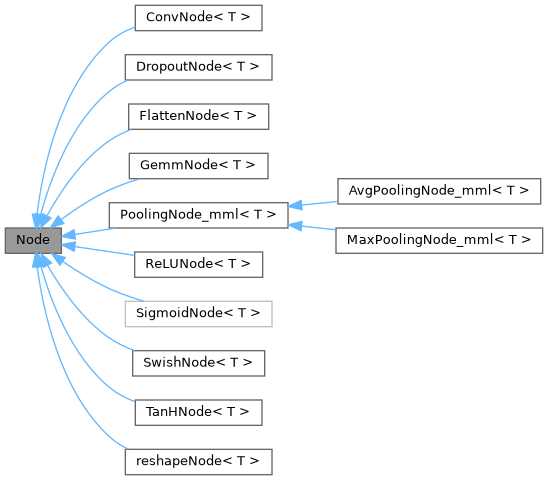 ConvNode< T >
DropoutNode< T >
FlattenNode< T >
GemmNode< T >
AvgPoolingNode_mml< T >
PoolingNode_mml< T >
Node
MaxPoolingNode_mml< T >
ReLUNode< T >
SigmoidNode< T >
SwishNode< T >
TanHNode< T >
reshapeNode< T >